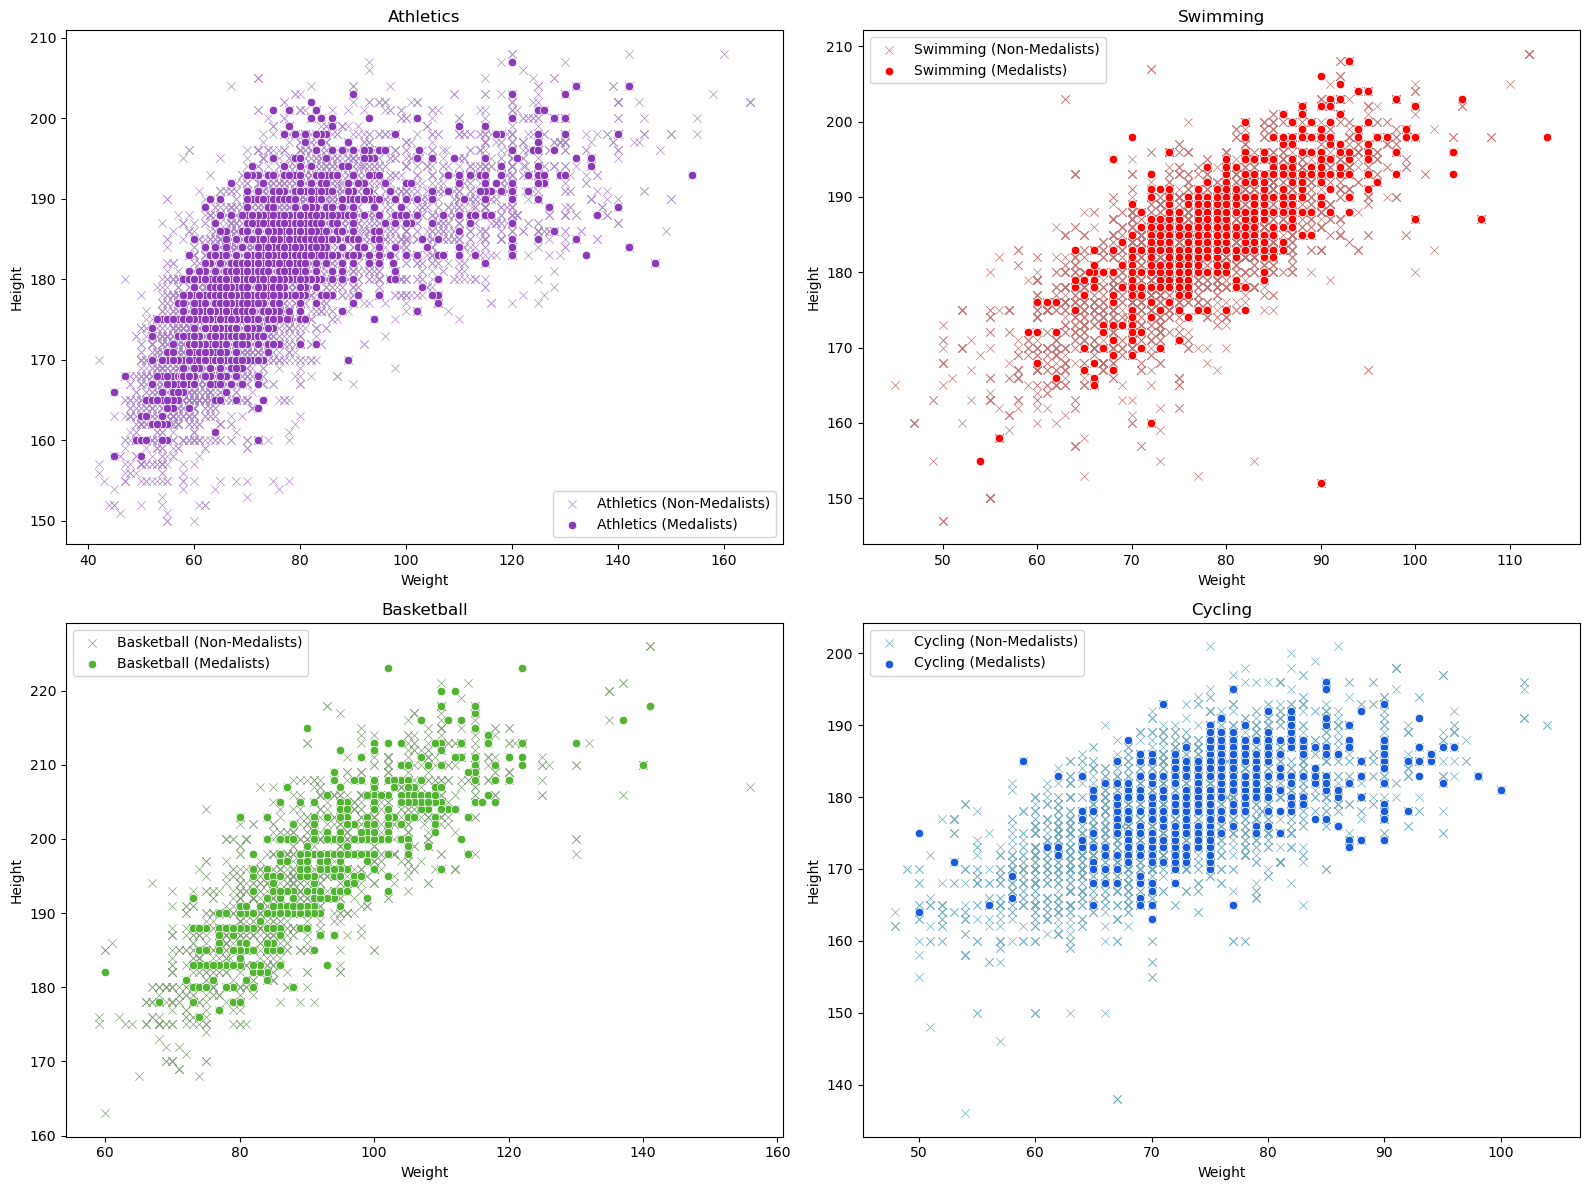 Athletics
210
200
190
180
170
160
150
Height
40 60 80 100 120 140 160
Weight
Athletics (Non-Medalists)
Athletics (Medalists)
Swimming
210
200
190
180
170
160
150
Height
50 60 70 80 90 100 110
Weight
Swimming (Non-Medalists)
Swimming (Medalists)
Basketball
220
210
200
190
180
170
160
Height
60 80 100 120 140 160
Weight
Basketball (Non-Medalists)
Basketball (Medalists)
Cycling
200
190
180
170
160
150
140
Height
50 60 70 80 90 100
Weight
Cycling (Non-Medalists)
Cycling (Medalists)